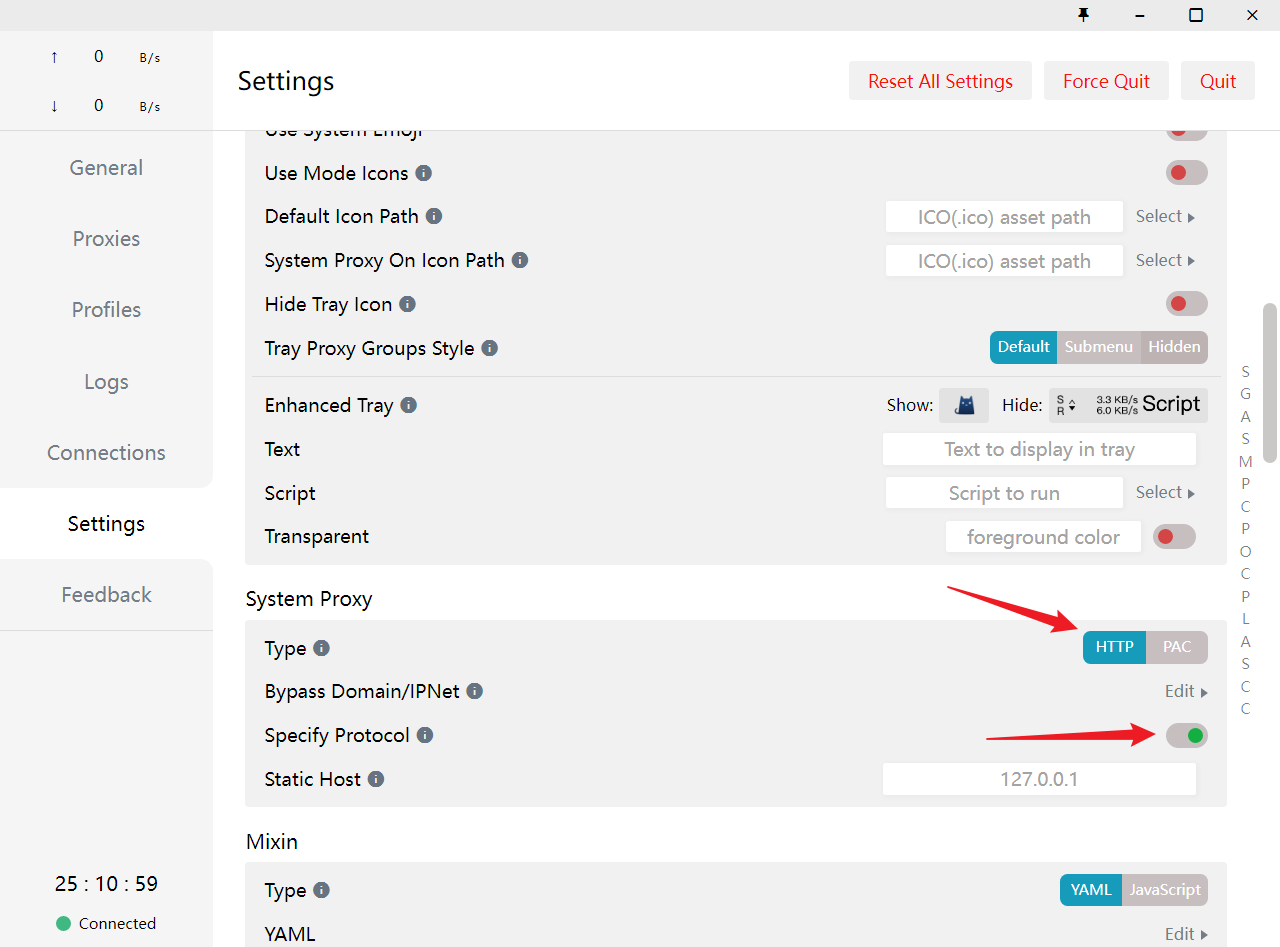 ↑ 0 B/s
↓ 0 B/s
General
Proxies
Profiles
Logs
Connections
Settings
Feedback
25 : 10 : 59
Connected
Settings
Reset All Settings Force Quit Quit
Use System Emoji
Use Mode Icons
Default Icon Path ICO(.ico) asset path Select
System Proxy On Icon Path ICO(.ico) asset path Select
Hide Tray Icon
Tray Proxy Groups Style Default Submenu Hidden
Enhanced Tray Show: Hide: S R 3.3 KB/s 6.0 KB/s Script
Text Text to display in tray
Script Script to run Select
Transparent foreground color
System Proxy
Type HTTP PAC
Bypass Domain/IPNet Edit
Specify Protocol
Static Host 127.0.0.1
Mixin
Type YAML JavaScript
YAML Edit
S
G
A
S
M
P
C
P
O
C
P
L
A
S
C
C